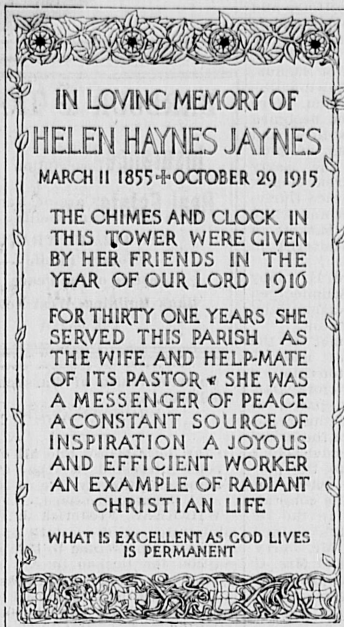 IN LOVING MEMORY OF
HELEN HAYNES JAYNES
MARCH 11 1855 + OCTOBER 29 1915
THE CHIMES AND CLOCK IN
THIS TOWER WERE GIVEN
BY HER FRIENDS IN THE
YEAR OF OUR LORD 1916
FOR THIRTY ONE YEARS SHE
SERVED THIS PARISH AS
THE WIFE AND HELP-MATE
OF ITS PASTOR • SHE WAS
A MESSENGER OF PEACE
A CONSTANT SOURCE OF
INSPIRATION A JOYOUS
AND EFFICIENT WORKER
AN EXAMPLE OF RADIANT
CHRISTIAN LIFE
WHAT IS EXCELLENT AS GOD LIVES
IS PERMANENT